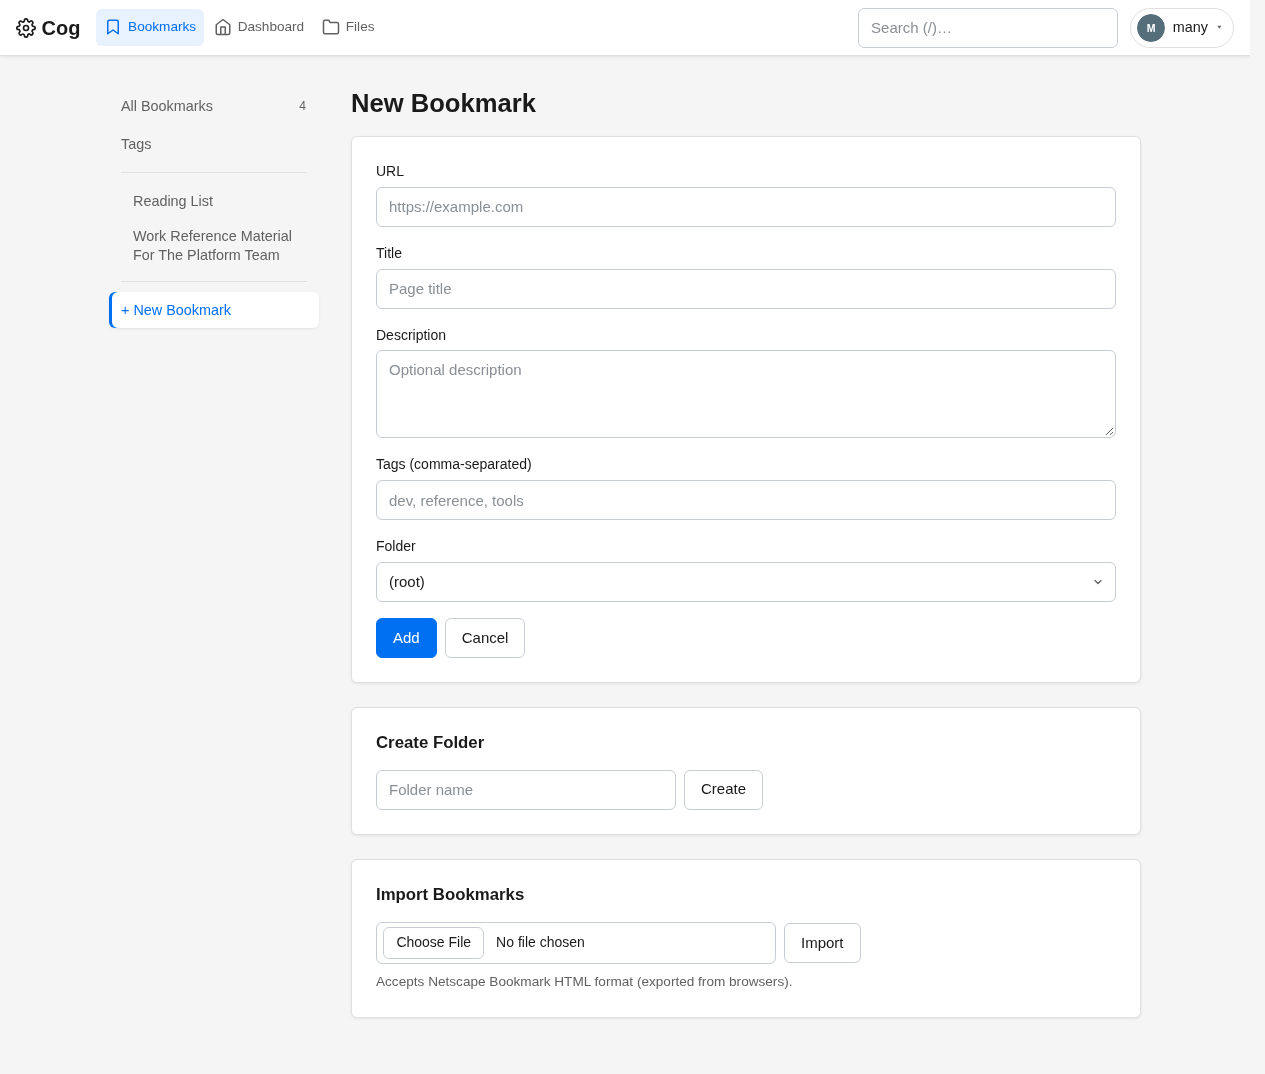 Cog
Bookmarks
Dashboard
Files
Search (/)…
M
many
All Bookmarks 4
Tags
Reading List
Work Reference Material
For The Platform Team
+ New Bookmark
New Bookmark
URL
https://example.com
Title
Page title
Description
Optional description
Tags (comma-separated)
dev, reference, tools
Folder
(root)
Add
Cancel
Create Folder
Folder name
Create
Import Bookmarks
Choose File No file chosen
Import
Accepts Netscape Bookmark HTML format (exported from browsers).